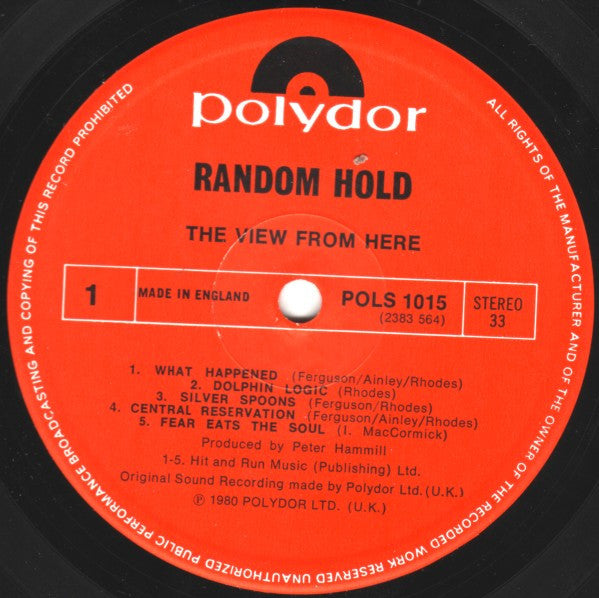 polydor
RANDOM HOLD
THE VIEW FROM HERE
1
MADE IN ENGLAND
POLS 1015
(2383 564)
STEREO
33
1. WHAT HAPPENED (Ferguson/Ainley/Rhodes)
2. DOLPHIN LOGIC (Rhodes)
3. SILVER SPOONS (Ferguson/Rhodes)
4. CENTRAL RESERVATION (Ferguson/Ainley/Rhodes)
5. FEAR EATS THE SOUL (I. MacCormick)
Produced by Peter Hammill
1-5. Hit and Run Music (Publishing) Ltd.
Original Sound Recording made by Polydor Ltd. (U.K.)
℗ 1980 POLYDOR LTD. (U.K.)
ALL RIGHTS OF THE MANUFACTURER AND OF THE OWNER OF THE RECORDED WORK RESERVED UNAUTHORIZED PUBLIC PERFORMANCE BROADCASTING AND COPYING OF THIS RECORD PROHIBITED